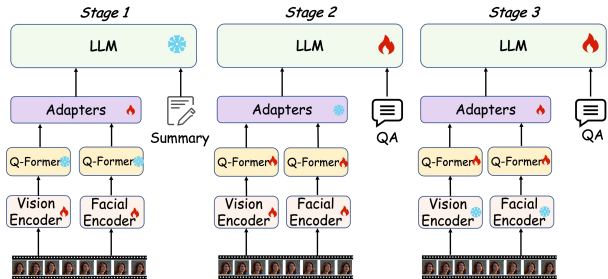 Stage 1
Stage 2
Stage 3
LLM
LLM
LLM
Adapters
Adapters
Adapters
Summary
QA
QA
Q-Former
Q-Former
Q-Former
Q-Former
Q-Former
Q-Former
Vision
Encoder
Facial
Encoder
Vision
Encoder
Facial
Encoder
Vision
Encoder
Facial
Encoder